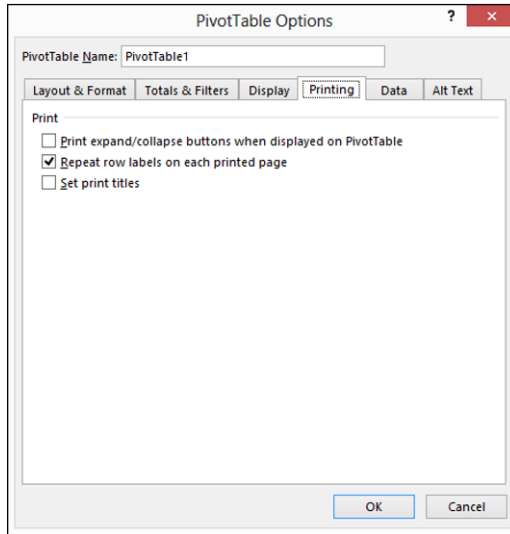 PivotTable Options ? ×
PivotTable Name: PivotTable1
Layout & Format Totals & Filters Display Printing Data Alt Text
Print
Print expand/collapse buttons when displayed on PivotTable
Repeat row labels on each printed page
Set print titles
OK Cancel